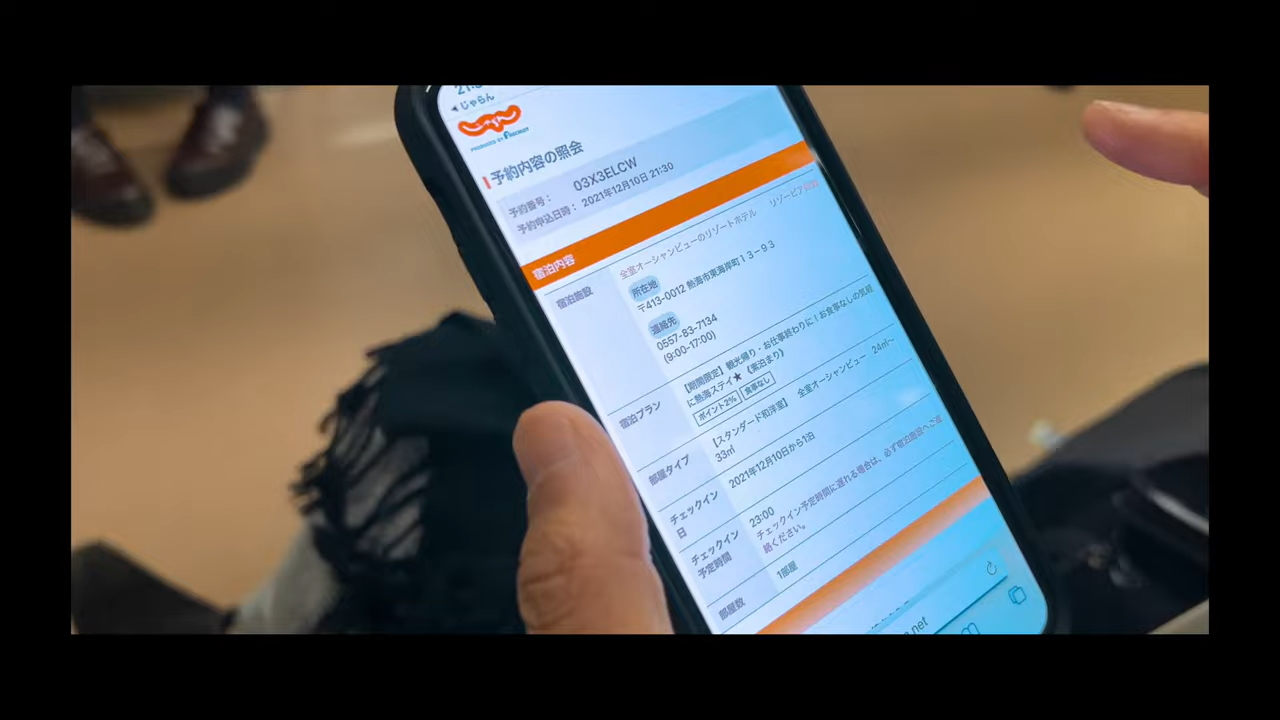 じゃらん
じゃらん
PRODUCED BY RECRUIT
予約内容の照会
予約番号： 03X3ELCW
予約申込日時： 2021年12月10日 21:30
宿泊内容
宿泊施設
全室オーシャンビューのリゾートホテル リゾーピア熱海
所在地
〒413-0012 熱海市東海岸町１３－９３
連絡先
0557-83-7134
(9:00-17:00)
宿泊プラン
【期間限定】観光帰り・お仕事終わりに！お食事なしの気軽
に熱海ステイ★ 《素泊まり》
ポイント2% 食事なし
部屋タイプ
【スタンダード和洋室】 全室オーシャンビュー 24㎡~
33㎡
チェックイン
日
2021年12月10日から1泊
チェックイン
予定時間
23:00
チェックイン予定時間に遅れる場合は、必ず宿泊施設へご連
絡ください。
部屋数
1部屋
.net